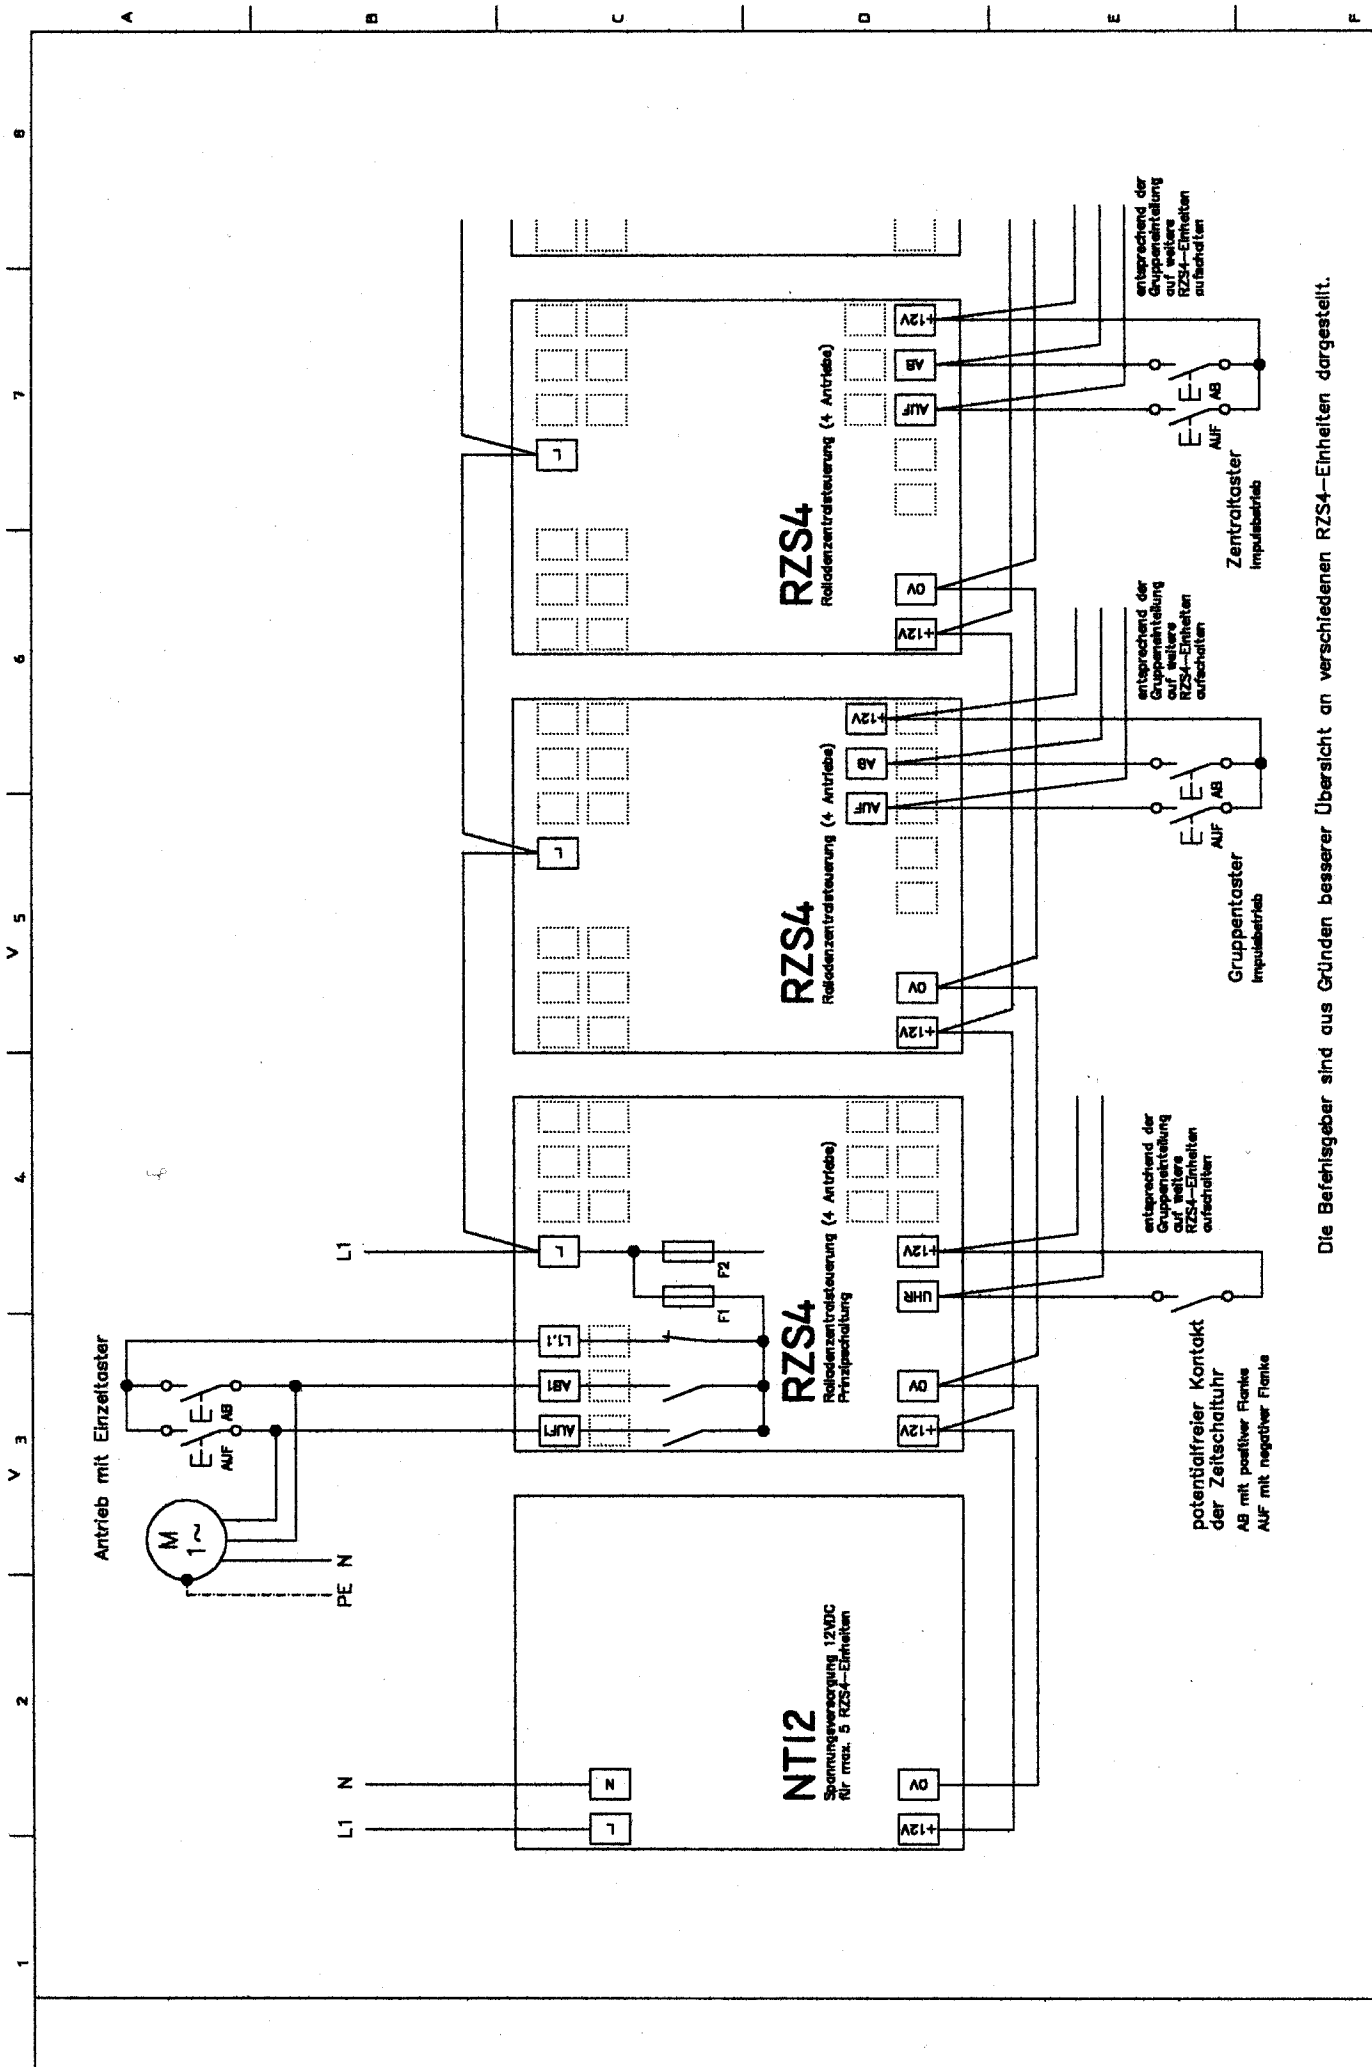 A
B
C
D
E
F
1
2
3
4
5
6
7
8
V
V
Antrieb mit Einzeltaster
M
1~
AUF
AB
PE
N
L1
N
L1
L
N
NT12
Spannungsversorgung 12VDC
für max. 5 RZS4-Einheiten
+12V
0V
AUF1
AB1
L1.1
L
F1
F2
RZS4
Rolladenzentralsteuerung (4 Antriebe)
Prinzipschaltung
+12V
0V
UHR
+12V
potentialfreier Kontakt
der Zeitschaltuhr
AB mit positiver Flanke
AUF mit negativer Flanke
entsprechend der
Gruppeneinteilung
auf weitere
RZS4-Einheiten
aufschalten
L
RZS4
Rolladenzentralsteuerung (4 Antriebe)
+12V
0V
AUF
AB
+12V
Gruppentaster
Impulsbetrieb
AUF
AB
entsprechend der
Gruppeneinteilung
auf weitere
RZS4-Einheiten
aufschalten
L
RZS4
Rolladenzentralsteuerung (4 Antriebe)
+12V
0V
AUF
AB
+12V
Zentraltaster
Impulsbetrieb
AUF
AB
entsprechend der
Gruppeneinteilung
auf weitere
RZS4-Einheiten
aufschalten
Die Befehlsgeber sind aus Gründen besserer Übersicht an verschiedenen RZS4-Einheiten dargestellt.